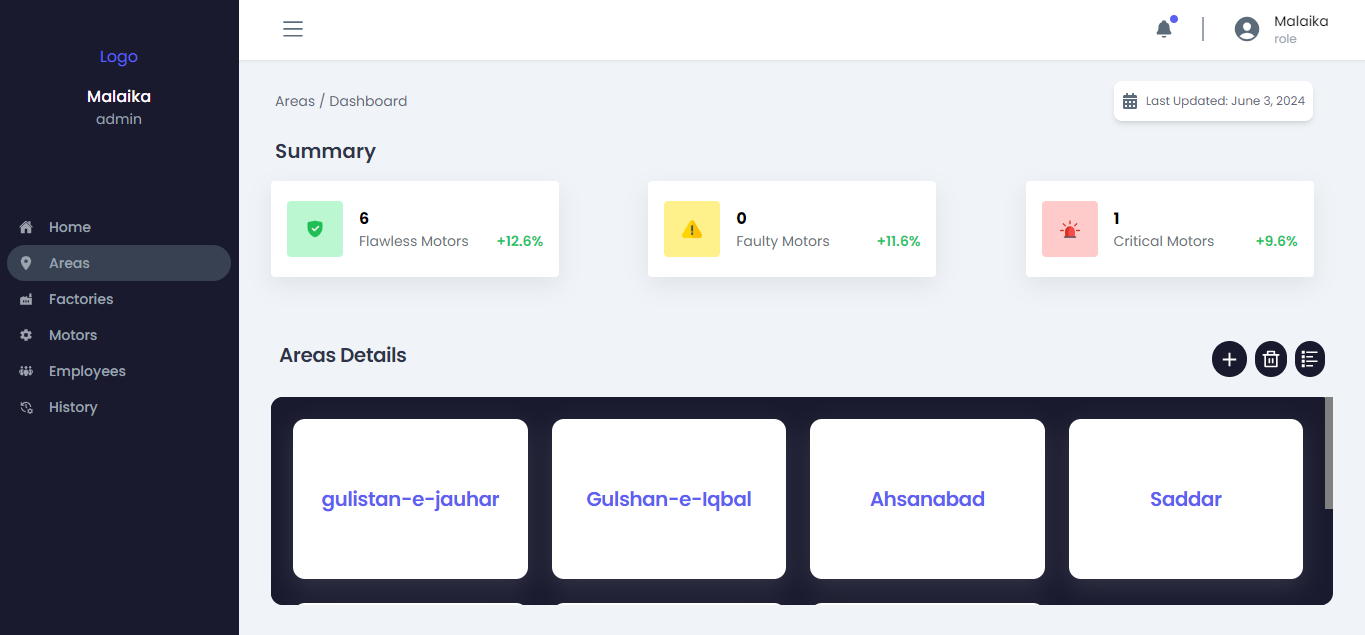 Logo
Malaika
admin
Home
Areas
Factories
Motors
Employees
History
Malaika
role
Areas / Dashboard
Last Updated: June 3, 2024
Summary
6
Flawless Motors +12.6%
0
Faulty Motors +11.6%
1
Critical Motors +9.6%
Areas Details
gulistan-e-jauhar
Gulshan-e-Iqbal
Ahsanabad
Saddar